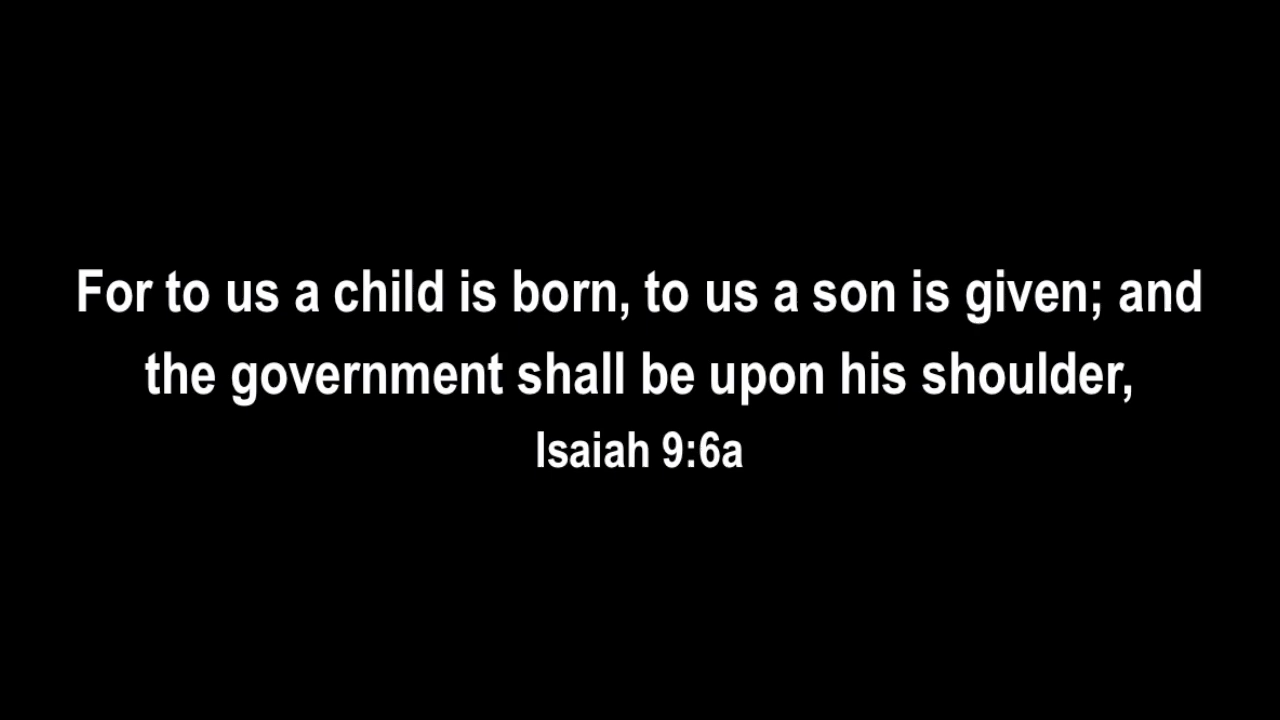 For to us a child is born, to us a son is given; and
the government shall be upon his shoulder,
Isaiah 9:6a